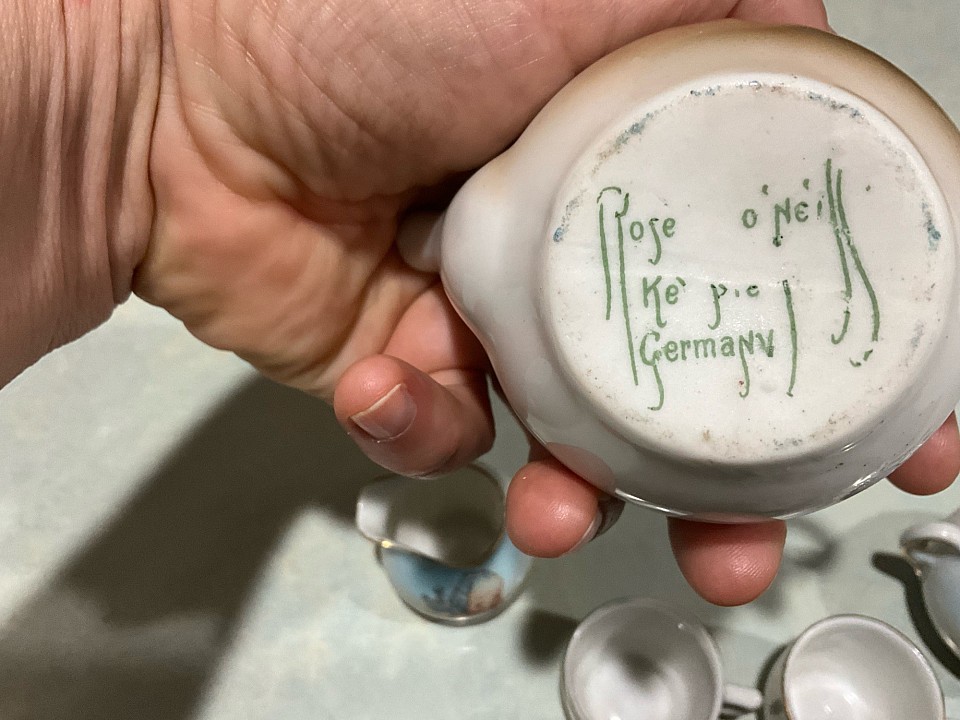 Rose O'Neill
Kewpie
Germany